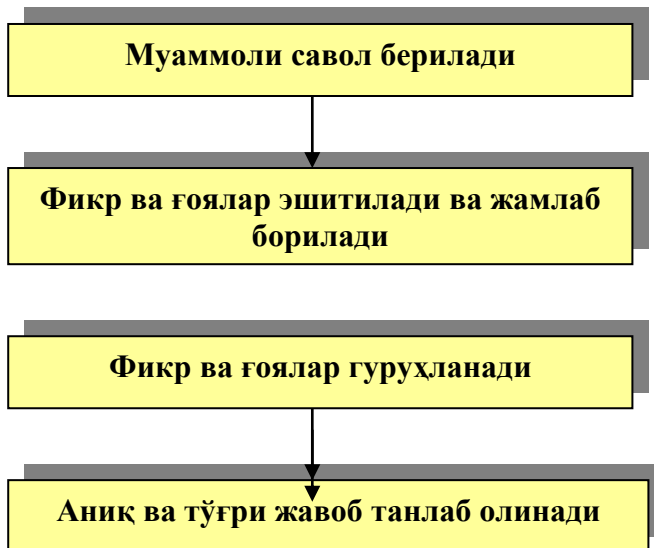 Муаммоли савол берилади
Фикр ва ғоялар эшитилади ва жамлаб
борилади
Фикр ва ғоялар гуруҳланади
Аниқ ва тўғри жавоб танлаб олинади